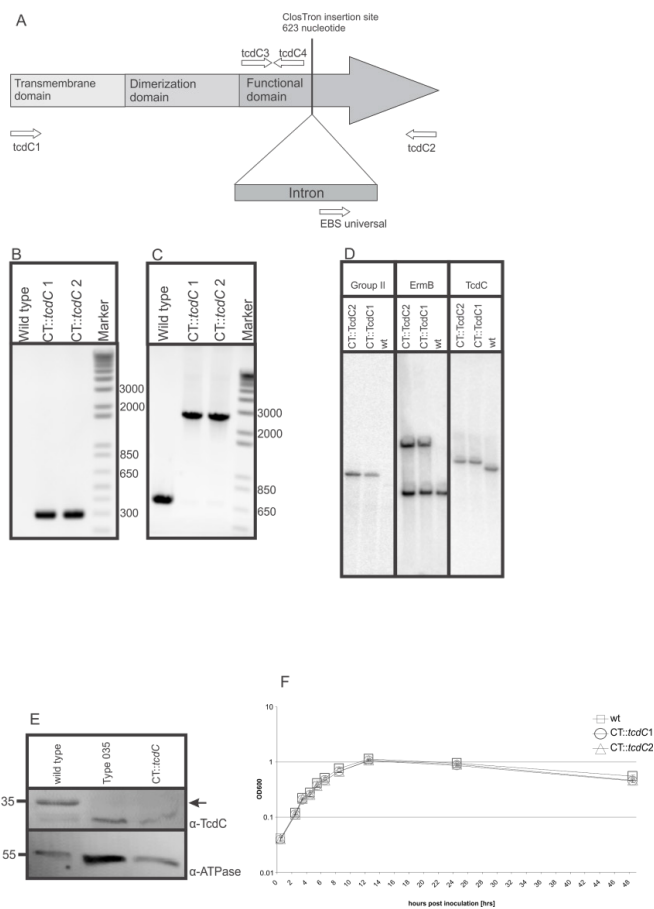 A
ClosTron insertion site
623 nucleotide
tcdC3 tcdC4
Transmembrane
domain
Dimerization
domain
Functional
domain
tcdC1
tcdC2
Intron
EBS universal
B
Wild type
CT::tcdC 1
CT::tcdC 2
Marker
3000
2000
850
650
300
C
Wild type
CT::tcdC 1
CT::tcdC 2
Marker
3000
2000
850
650
D
Group II
ErmB
TcdC
CT::TcdC2
CT::TcdC1
wt
CT::TcdC2
CT::TcdC1
wt
CT::TcdC2
CT::TcdC1
wt
E
wild type
Type 035
CT::tcdC
35
α-TcdC
55
α-ATPase
F
10
1
0.1
0.01
OD600
0 2 4 6 8 10 12 14 16 18 20 22 24 26 28 30 32 34 36 38 40 42 44 46 48
hours post inoculation [hrs]
wt
CT::tcdC1
CT::tcdC2